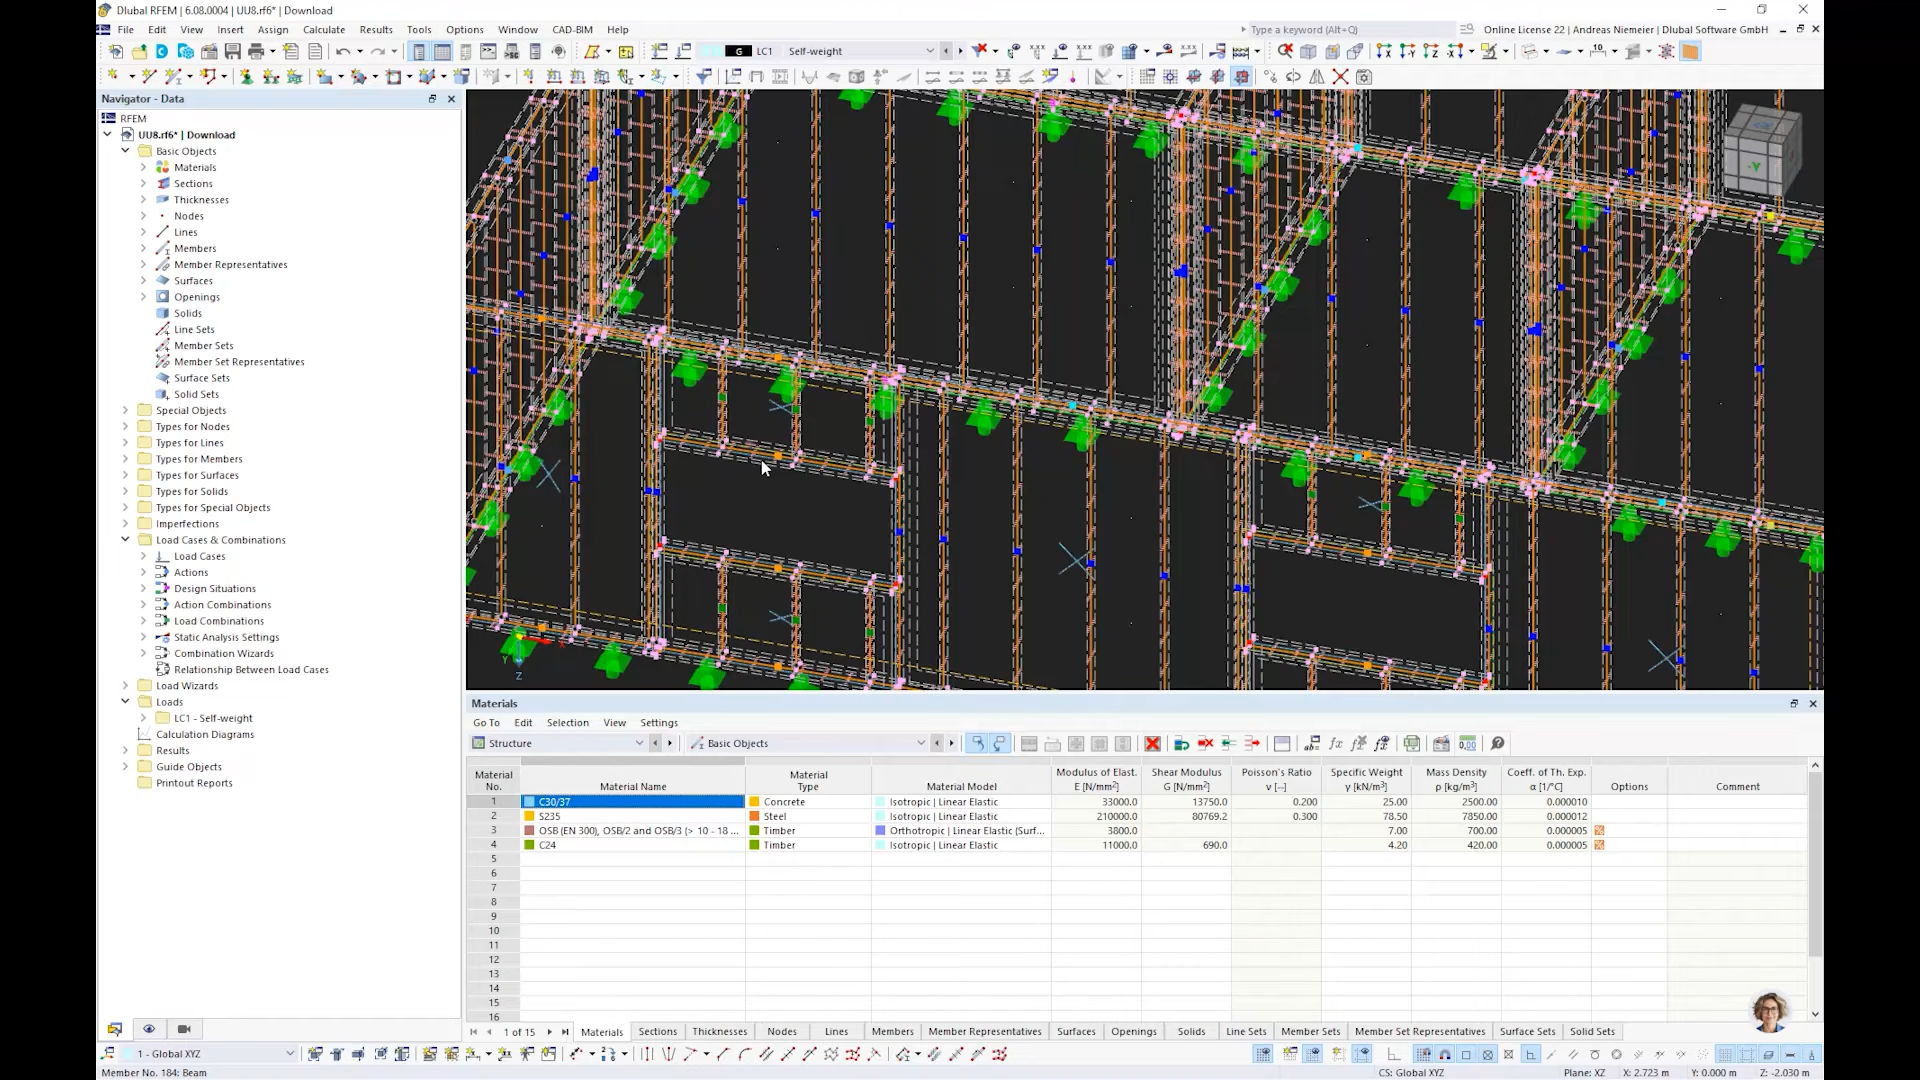 Dlubal RFEM | 6.08.0004 | UU8.rf6* | Download
File Edit View Insert Assign Calculate Results Tools Options Window CAD-BIM Help
Type a keyword (Alt+Q)
Online License 22 | Andreas Niemeier | Dlubal Software GmbH
G LC1 Self-weight
Navigator - Data
RFEM
UU8.rf6* | Download
Basic Objects
Materials
Sections
Thicknesses
Nodes
Lines
Members
Member Representatives
Surfaces
Openings
Solids
Line Sets
Member Sets
Member Set Representatives
Surface Sets
Solid Sets
Special Objects
Types for Nodes
Types for Lines
Types for Members
Types for Surfaces
Types for Solids
Types for Special Objects
Imperfections
Load Cases & Combinations
Load Cases
Actions
Design Situations
Action Combinations
Load Combinations
Static Analysis Settings
Combination Wizards
Relationship Between Load Cases
Load Wizards
Loads
LC1 - Self-weight
Calculation Diagrams
Results
Guide Objects
Printout Reports
-Y
X
Y
Z
Materials
Go To Edit Selection View Settings
Structure Basic Objects
Material No. Material Name Material Type Material Model Modulus of Elast. E [N/mm²] Shear Modulus G [N/mm²] Poisson's Ratio ν [--] Specific Weight γ [kN/m³] Mass Density ρ [kg/m³] Coeff. of Th. Exp. α [1/°C] Options Comment
1 C30/37 Concrete Isotropic | Linear Elastic 33000.0 13750.0 0.200 25.00 2500.00 0.000010
2 S235 Steel Isotropic | Linear Elastic 210000.0 80769.2 0.300 78.50 7850.00 0.000012
3 OSB (EN 300), OSB/2 and OSB/3 (> 10 - 18 ... Timber Orthotropic | Linear Elastic (Surf... 3800.0 7.00 700.00 0.000005
4 C24 Timber Isotropic | Linear Elastic 11000.0 690.0 4.20 420.00 0.000005
5
6
7
8
9
10
11
12
13
14
15
16
1 of 15 Materials Sections Thicknesses Nodes Lines Members Member Representatives Surfaces Openings Solids Line Sets Member Sets Member Set Representatives Surface Sets Solid Sets
1 - Global XYZ
Member No. 184: Beam
CS: Global XYZ Plane: XZ X: 2.723 m Y: 0.000 m Z: -2.030 m